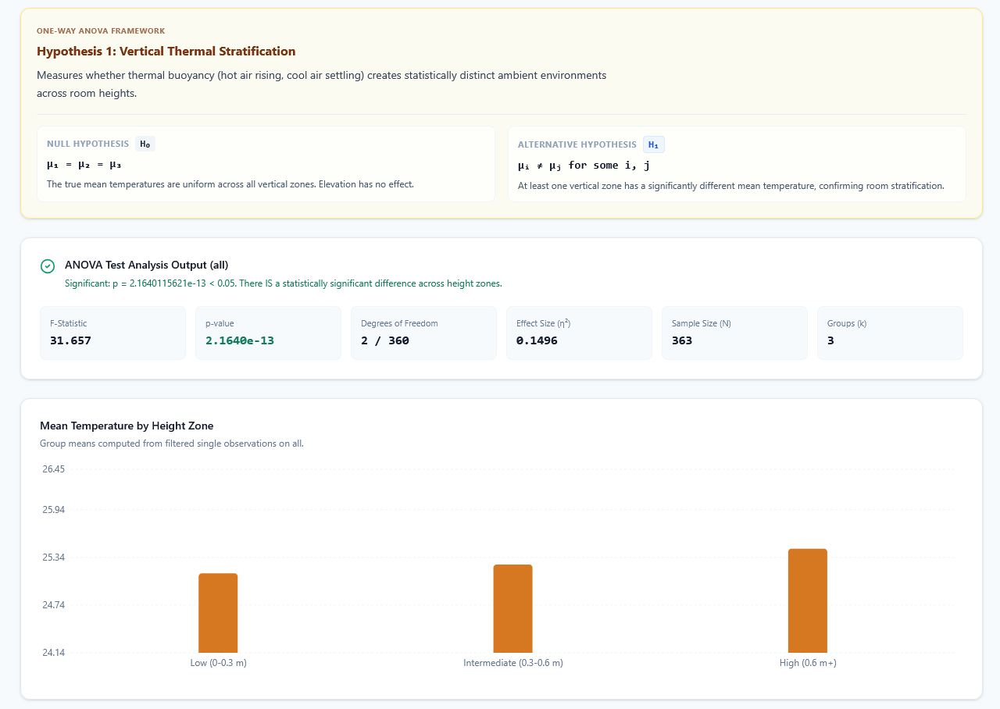 ONE-WAY ANOVA FRAMEWORK
Hypothesis 1: Vertical Thermal Stratification
Measures whether thermal buoyancy (hot air rising, cool air settling) creates statistically distinct ambient environments
across room heights.
NULL HYPOTHESIS H₀
μ₁ = μ₂ = μ₃
The true mean temperatures are uniform across all vertical zones. Elevation has no effect.
ALTERNATIVE HYPOTHESIS H₁
μᵢ ≠ μⱼ for some i, j
At least one vertical zone has a significantly different mean temperature, confirming room stratification.
ANOVA Test Analysis Output (all)
Significant: p = 2.1640115621e-13 < 0.05. There IS a statistically significant difference across height zones.
F-Statistic
31.657
p-value
2.1640e-13
Degrees of Freedom
2 / 360
Effect Size (η²)
0.1496
Sample Size (N)
363
Groups (k)
3
Mean Temperature by Height Zone
Group means computed from filtered single observations on all.
26.45
25.94
25.34
24.74
24.14
Low (0-0.3 m)
Intermediate (0.3-0.6 m)
High (0.6 m+)